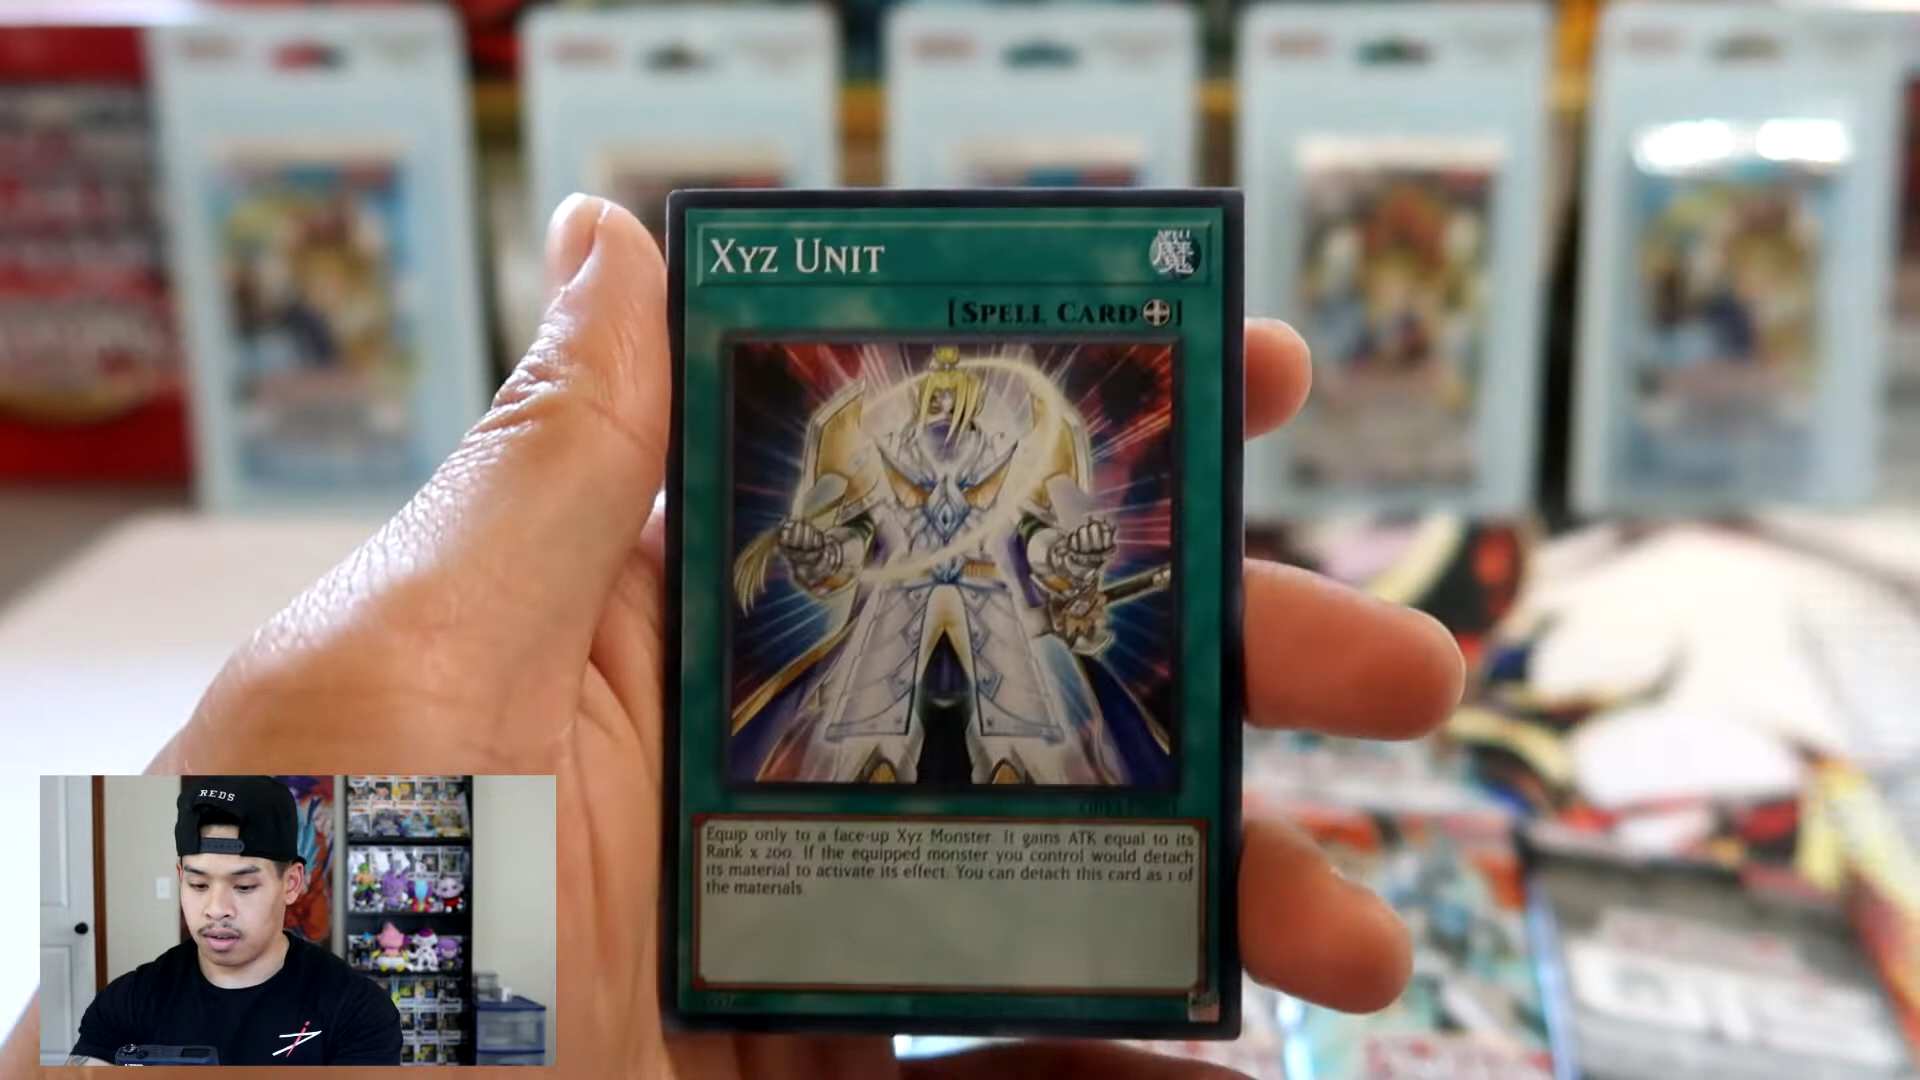 XYZ UNIT
SPELL
魔
[SPELL CARD]
Equip only to a face-up Xyz Monster. It gains ATK equal to its
Rank x 200. If the equipped monster you control would detach
its material to activate its effect. You can detach this card as 1 of
the materials.
REDS